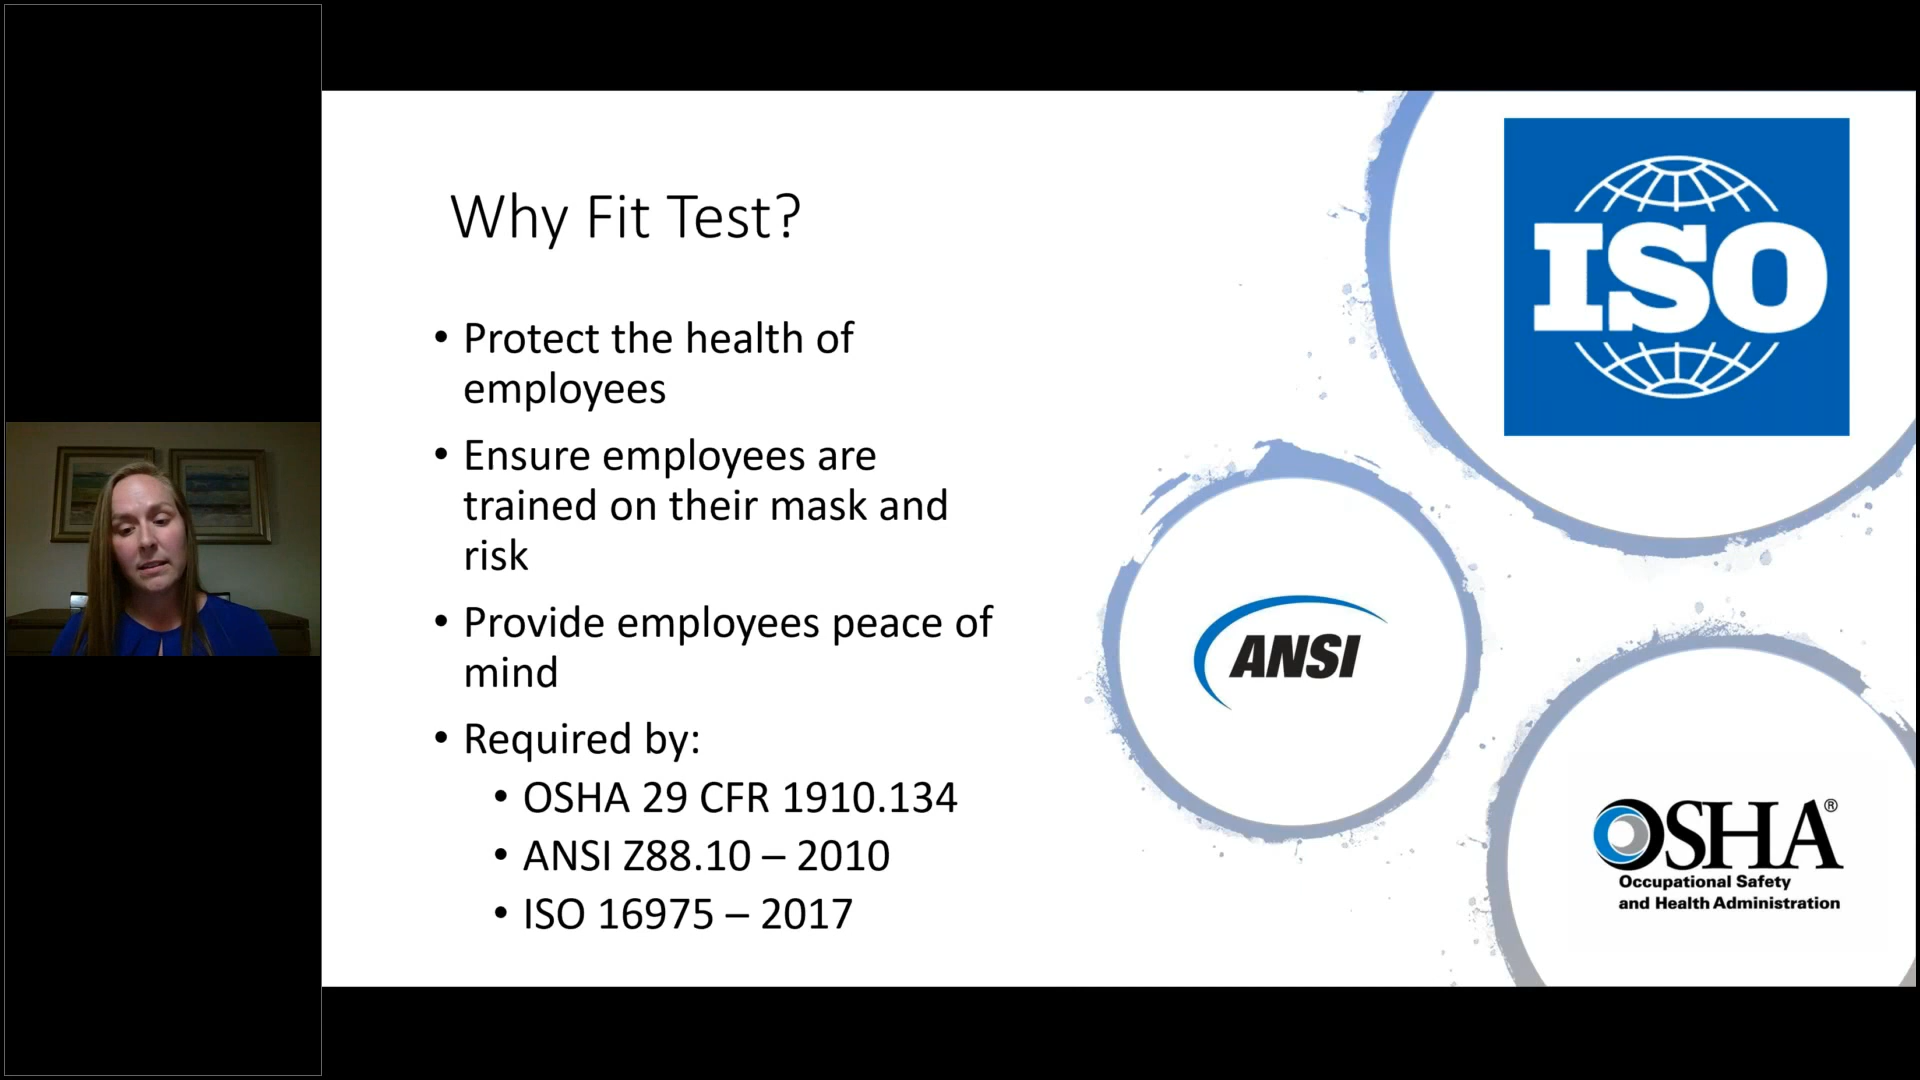 Why Fit Test?
• Protect the health of
employees
• Ensure employees are
trained on their mask and
risk
• Provide employees peace of
mind
• Required by:
• OSHA 29 CFR 1910.134
• ANSI Z88.10 – 2010
• ISO 16975 – 2017
ISO
ANSI
OSHA®
Occupational Safety
and Health Administration